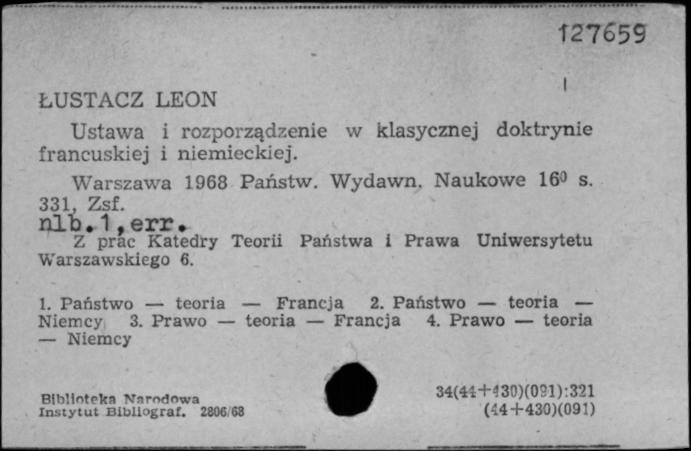 127659
ŁUSTACZ LEON
Ustawa i rozporządzenie w klasycznej doktrynie
francuskiej i niemieckiej.
Warszawa 1968 Państw. Wydawn. Naukowe 16⁰ s.
331, Zsf.
nlb.1,err.
Z prac Katedry Teorii Państwa i Prawa Uniwersytetu
Warszawskiego 6.
1. Państwo — teoria — Francja 2. Państwo — teoria —
Niemcy 3. Prawo — teoria — Francja 4. Prawo — teoria
— Niemcy
Biblioteka Narodowa
Instytut Bibliograf. 2806/68
34(44+430)(091):321
(44+430)(091)